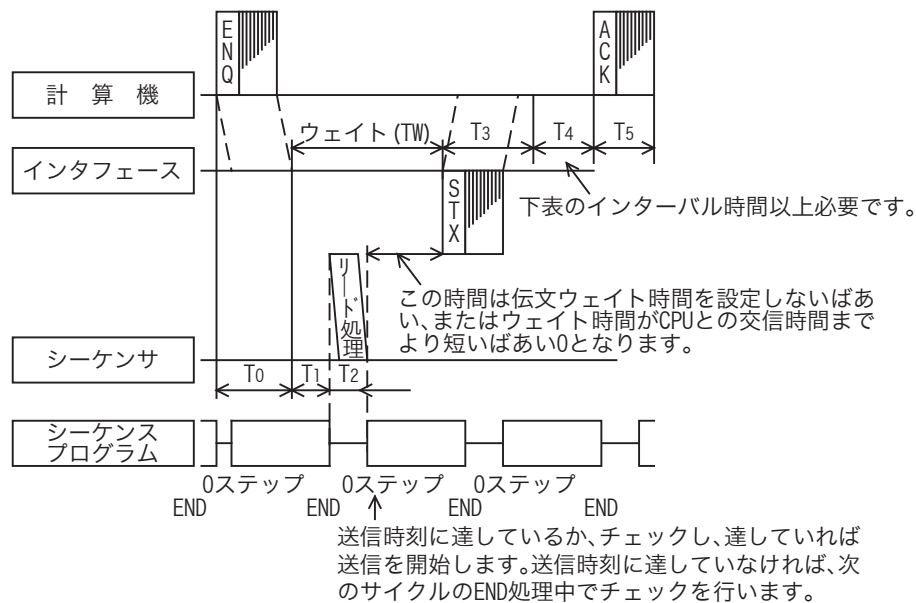 ENQ
ACK
計 算 機
ウェイト(TW)
T3
T4
T5
インタフェース
STX
下表のインターバル時間以上必要です。
リード処理
この時間は伝文ウェイト時間を設定しないばあ
い、またはウェイト時間がCPUとの交信時間まで
より短いばあい0となります。
シーケンサ
T0
T1
T2
シーケンス
プログラム
0ステップ
0ステップ
0ステップ
END
END
END
END
送信時刻に達しているか、チェックし、達していれば
送信を開始します。送信時刻に達していなければ、次
のサイクルのEND処理中でチェックを行います。